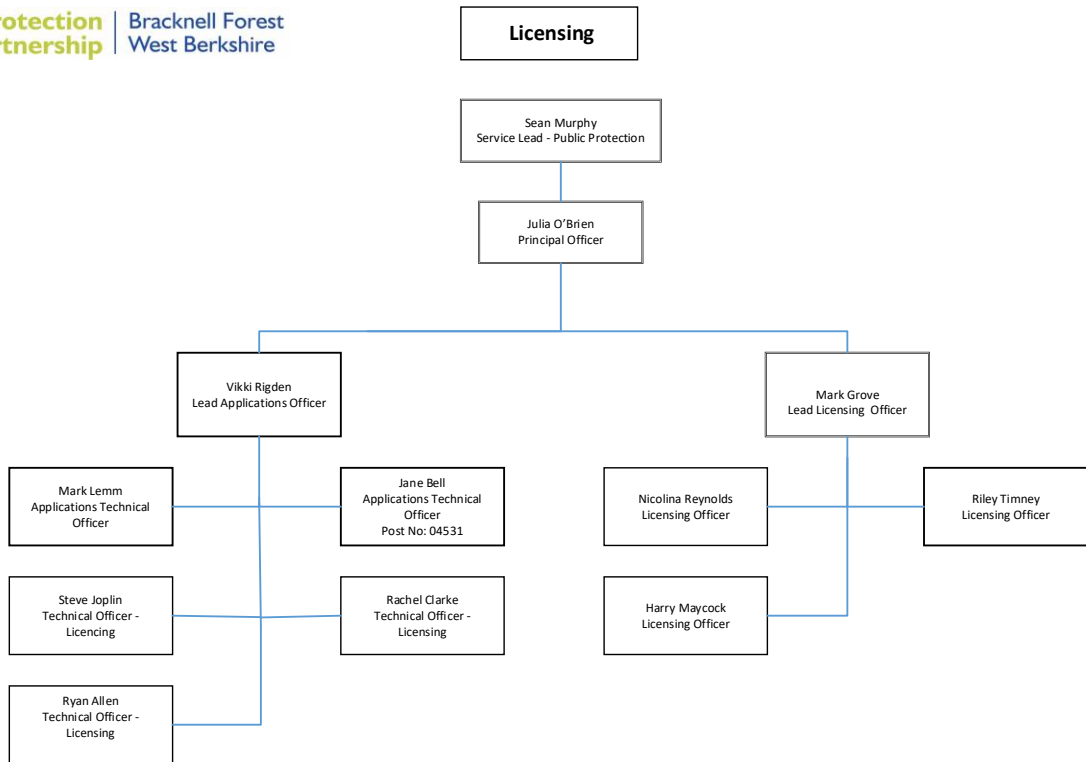 Bracknell Forest
West Berkshire
Licensing
Sean Murphy
Service Lead - Public Protection
Julia O'Brien
Principal Officer
Vikki Rigden
Lead Applications Officer
Mark Grove
Lead Licensing Officer
Mark Lemm
Applications Technical
Officer
Jane Bell
Applications Technical
Officer
Post No: 04531
Nicolina Reynolds
Licensing Officer
Riley Timney
Licensing Officer
Steve Joplin
Technical Officer -
Licencing
Rachel Clarke
Technical Officer -
Licensing
Harry Maycock
Licensing Officer
Ryan Allen
Technical Officer -
Licensing